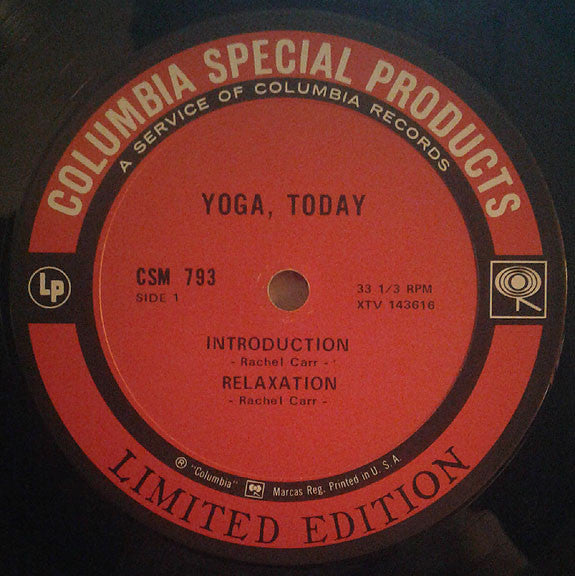 COLUMBIA SPECIAL PRODUCTS
A SERVICE OF COLUMBIA RECORDS
YOGA, TODAY
CSM 793
SIDE 1
33 1/3 RPM
XTV 143616
LP
INTRODUCTION
- Rachel Carr -
RELAXATION
- Rachel Carr -
® "Columbia" Marcas Reg. Printed in U. S. A.
LIMITED EDITION